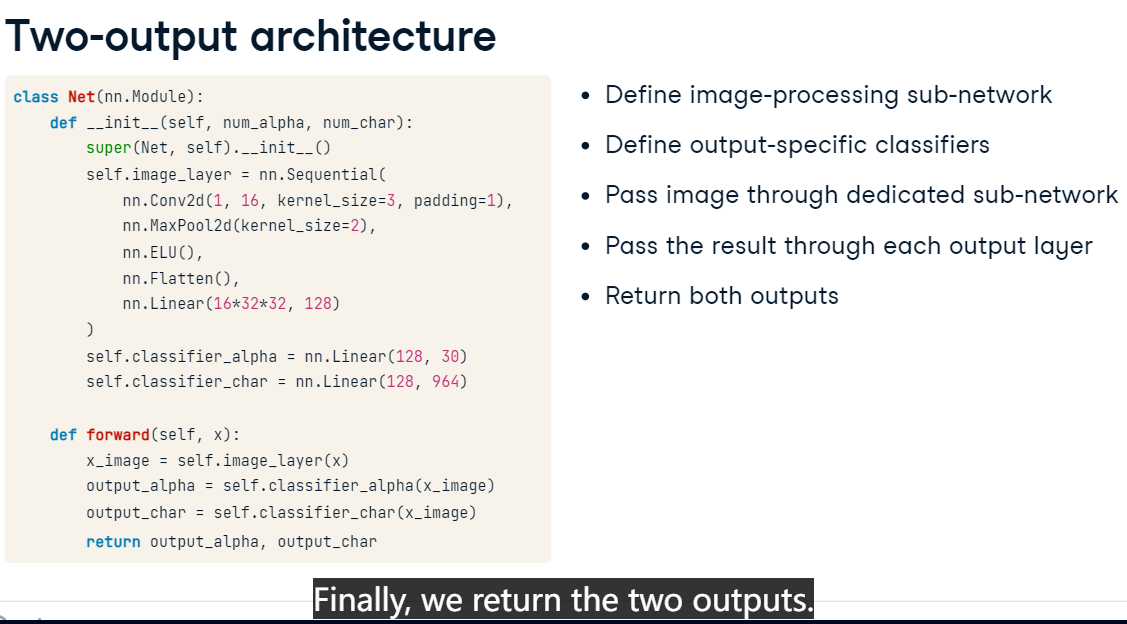 Two-output architecture
class Net(nn.Module):
    def __init__(self, num_alpha, num_char):
        super(Net, self).__init__()
        self.image_layer = nn.Sequential(
            nn.Conv2d(1, 16, kernel_size=3, padding=1),
            nn.MaxPool2d(kernel_size=2),
            nn.ELU(),
            nn.Flatten(),
            nn.Linear(16*32*32, 128)
        )
        self.classifier_alpha = nn.Linear(128, 30)
        self.classifier_char = nn.Linear(128, 964)

    def forward(self, x):
        x_image = self.image_layer(x)
        output_alpha = self.classifier_alpha(x_image)
        output_char = self.classifier_char(x_image)
        return output_alpha, output_char
• Define image-processing sub-network
• Define output-specific classifiers
• Pass image through dedicated sub-network
• Pass the result through each output layer
• Return both outputs
Finally, we return the two outputs.